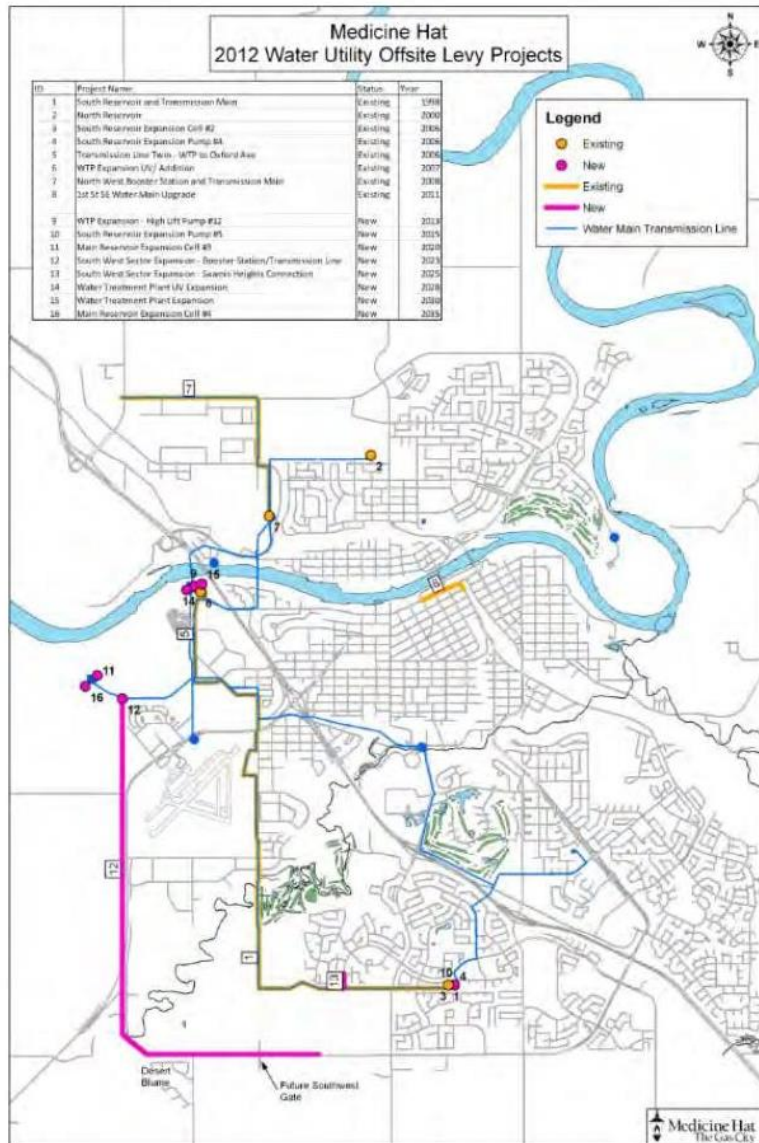 Medicine Hat
2012 Water Utility Offsite Levy Projects
N
W E
S
ID Project Name Status Year
1 South Reservoir and Transmission Main Existing 1998
2 North Reservoir Existing 2000
3 South Reservoir Expansion Cell #2 Existing 2006
4 South Reservoir Expansion Pump #4 Existing 2006
5 Transmission Line Twin - WTP to Oxford Ave Existing 2006
6 WTP Expansion UV/ Addition Existing 2007
7 North West Booster Station and Transmission Main Existing 2008
8 1st St SE Water Main Upgrade Existing 2011
9 WTP Expansion - High Lift Pump #12 New 2013
10 South Reservoir Expansion Pump #5 New 2015
11 Main Reservoir Expansion Cell #3 New 2020
12 South West Sector Expansion - Booster Station/Transmission Line New 2023
13 South West Sector Expansion - Saamis Heights Connection New 2025
14 Water Treatment Plant UV Expansion New 2028
15 Water Treatment Plant Expansion New 2030
16 Main Reservoir Expansion Cell #4 New 2035
Legend
Existing
New
Existing
New
Water Main Transmission Line
7
2
7
9 15
14 6
8
5
11
16
12
12
1
13
10 4
3 1
Desert
Blume
Future Southwest
Gate
Medicine Hat
The Gas City